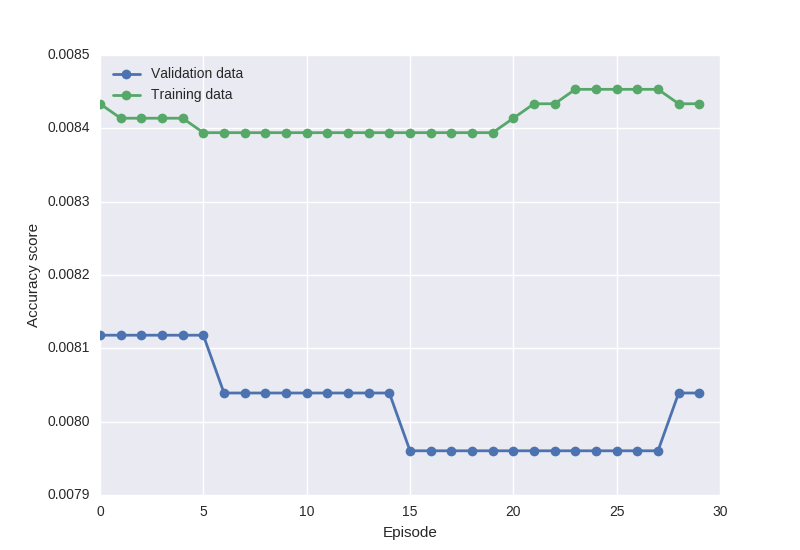 0.0085
0.0084
0.0083
0.0082
0.0081
0.0080
0.0079
Accuracy score
Validation data
Training data
0 5 10 15 20 25 30
Episode